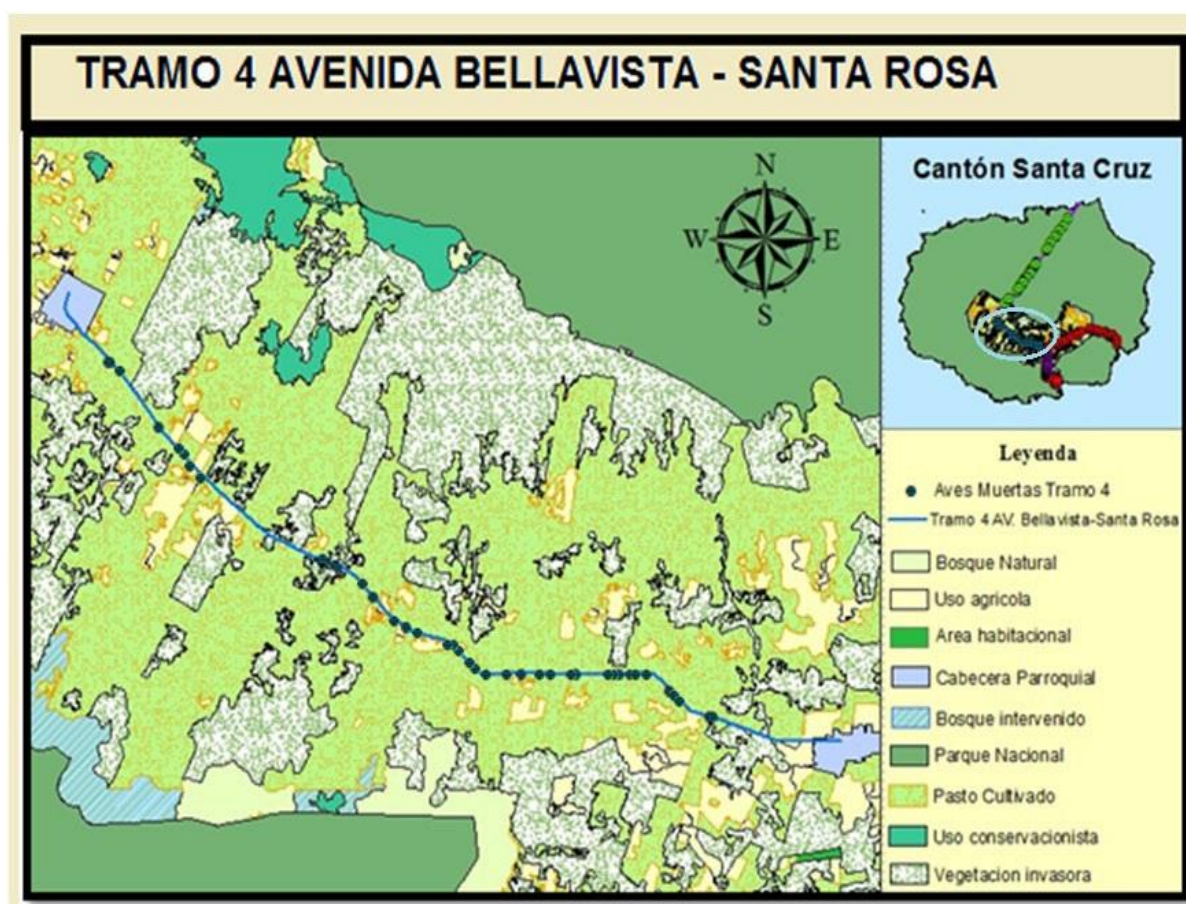 TRAMO 4 AVENIDA BELLAVISTA - SANTA ROSA
N
W E
S
Cantón Santa Cruz
Leyenda
Aves Muertas Tramo 4
Tramo 4 AV. Bellavista-Santa Rosa
Bosque Natural
Uso agricola
Area habitacional
Cabecera Parroquial
Bosque intervenido
Parque Nacional
Pasto Cultivado
Uso conservacionista
Vegetacion invasora